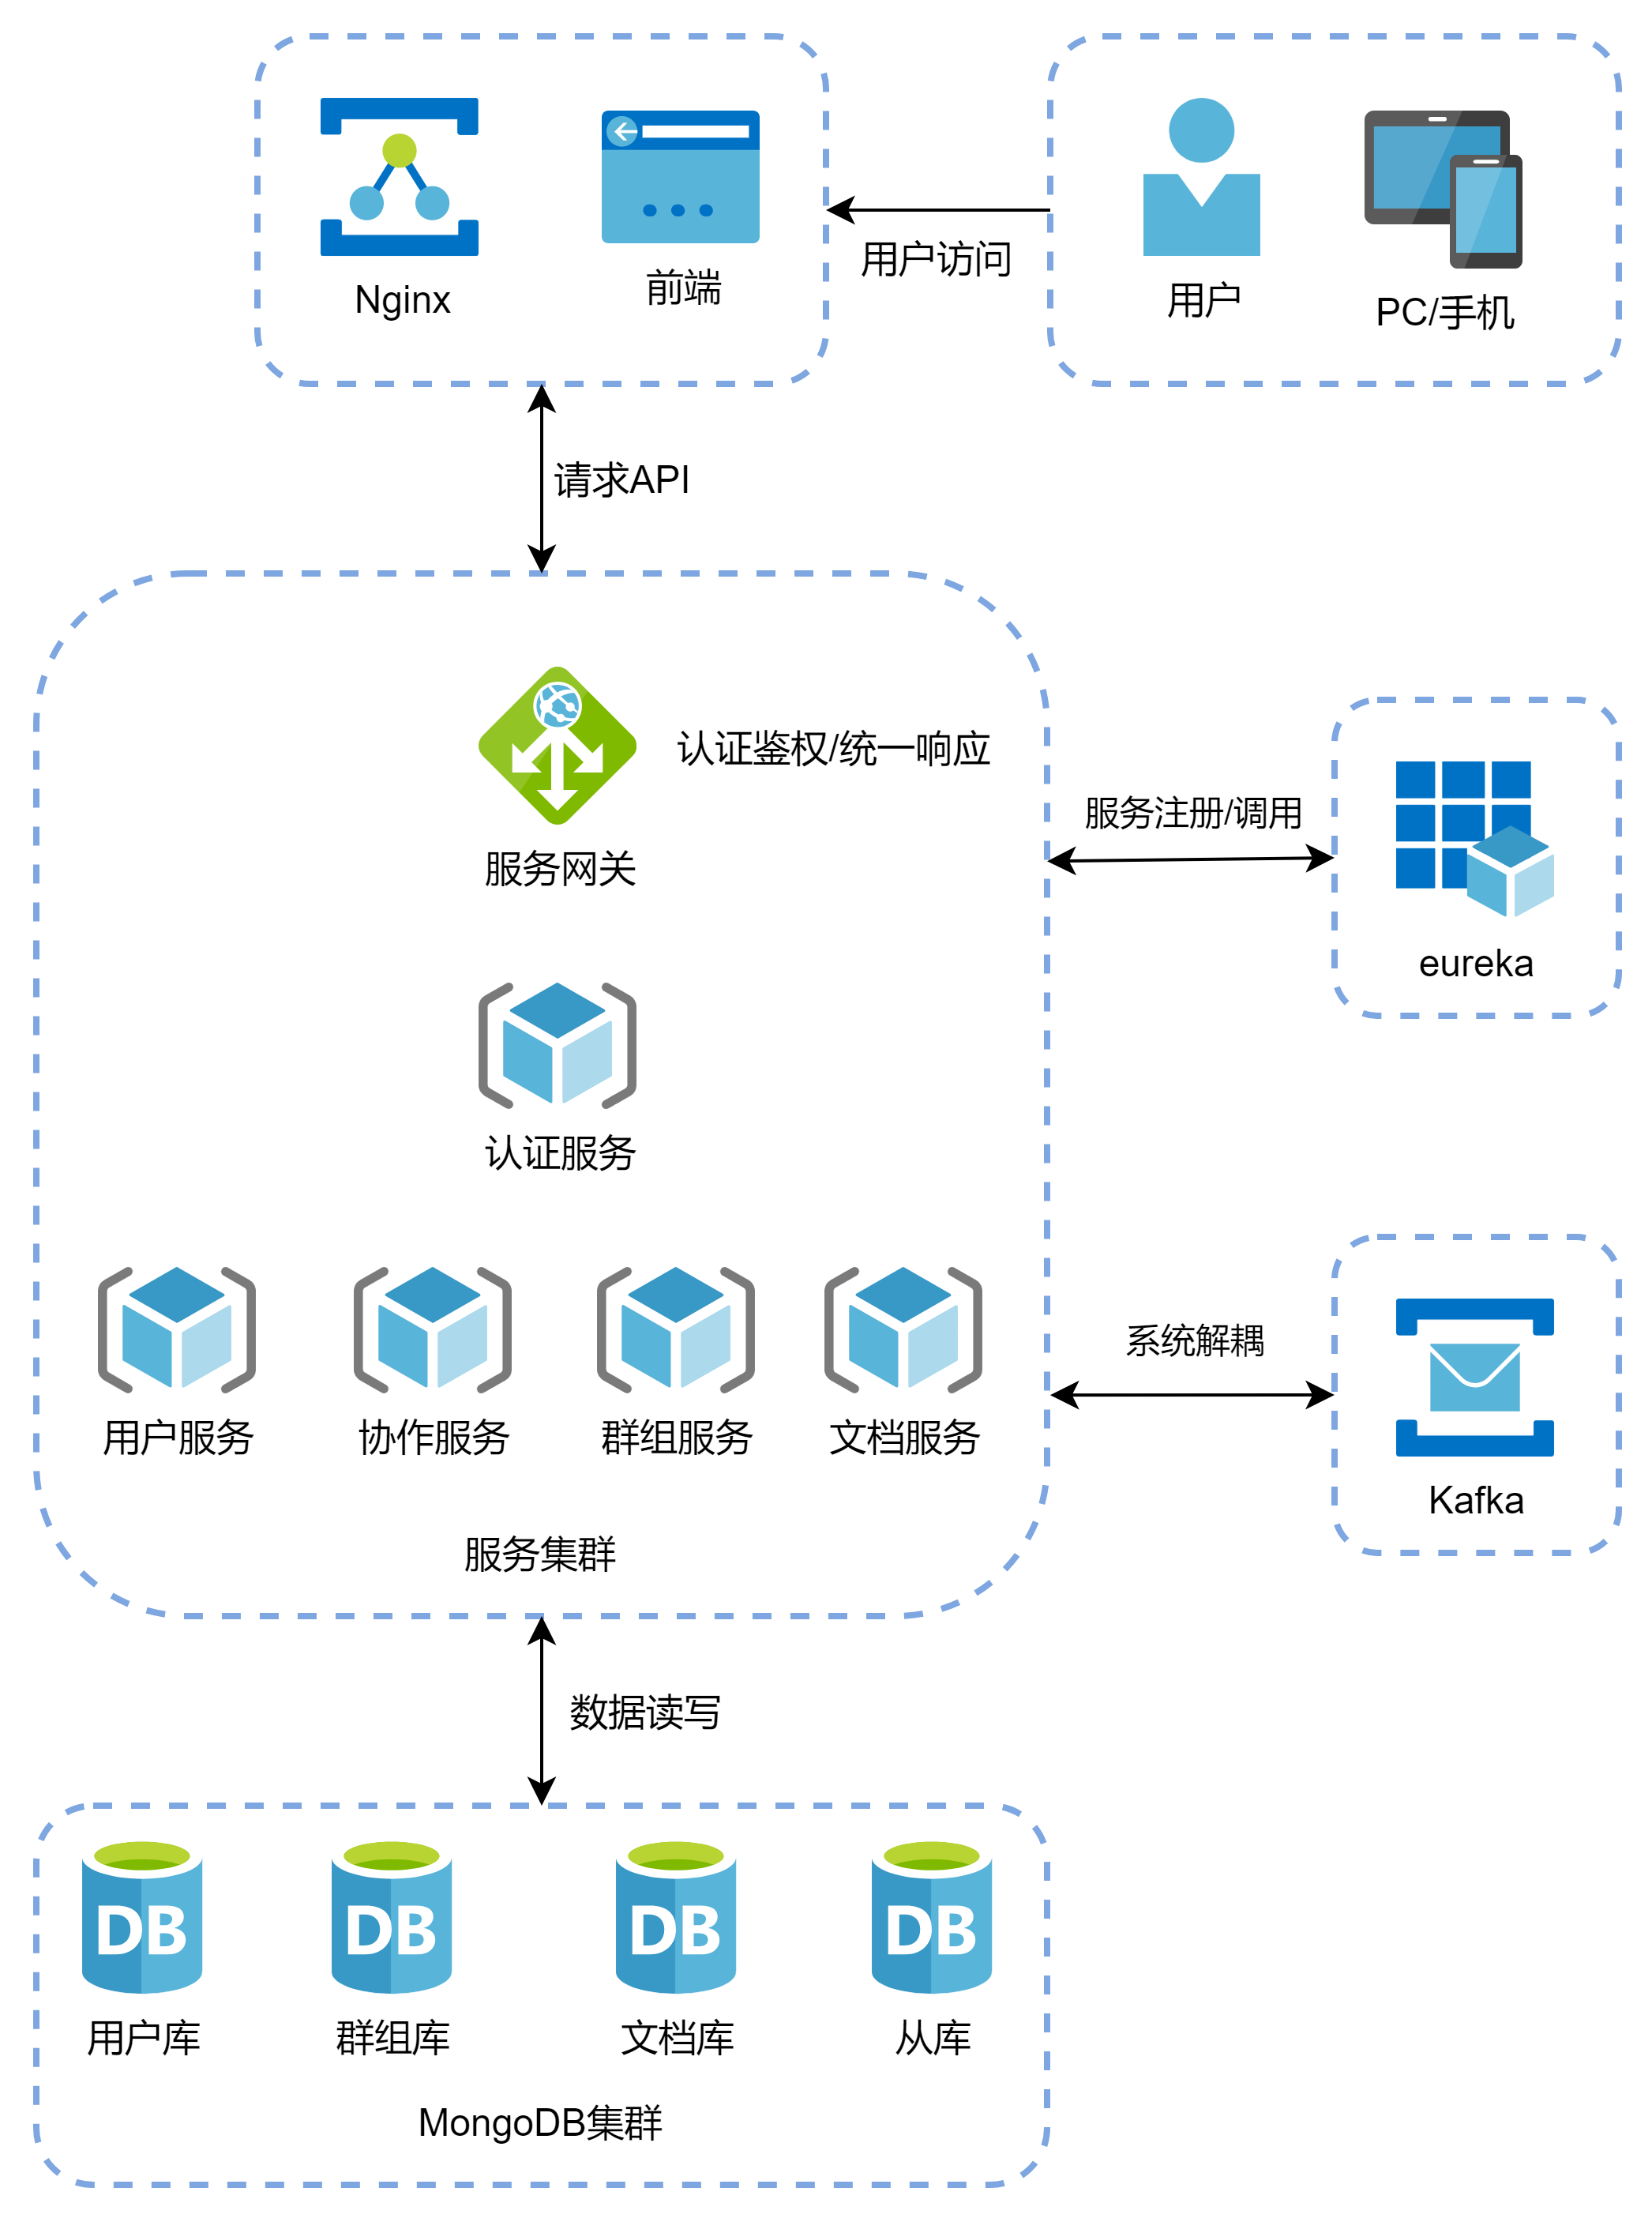 Nginx
前端
用户访问
用户
PC/手机
请求API
认证鉴权/统一响应
服务网关
服务注册/调用
eureka
认证服务
系统解耦
用户服务
协作服务
群组服务
文档服务
Kafka
服务集群
数据读写
DB
DB
DB
DB
用户库
群组库
文档库
从库
MongoDB集群